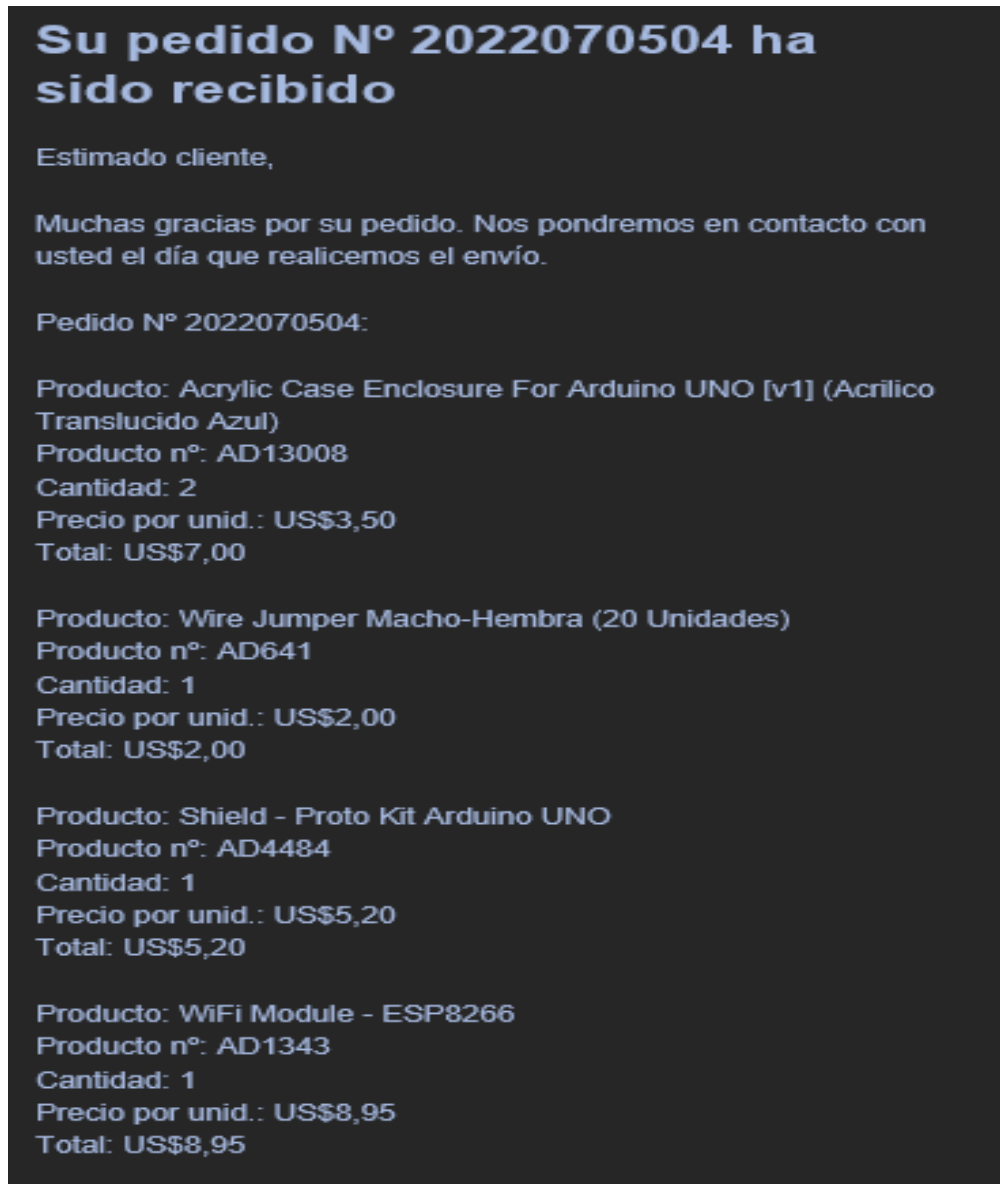 Su pedido Nº 2022070504 ha
sido recibido
Estimado cliente,
Muchas gracias por su pedido. Nos pondremos en contacto con
usted el día que realicemos el envío.
Pedido Nº 2022070504:
Producto: Acrylic Case Enclosure For Arduino UNO [v1] (Acrilico
Translucido Azul)
Producto nº: AD13008
Cantidad: 2
Precio por unid.: US$3,50
Total: US$7,00
Producto: Wire Jumper Macho-Hembra (20 Unidades)
Producto nº: AD641
Cantidad: 1
Precio por unid.: US$2,00
Total: US$2,00
Producto: Shield - Proto Kit Arduino UNO
Producto nº: AD4484
Cantidad: 1
Precio por unid.: US$5,20
Total: US$5,20
Producto: WiFi Module - ESP8266
Producto nº: AD1343
Cantidad: 1
Precio por unid.: US$8,95
Total: US$8,95